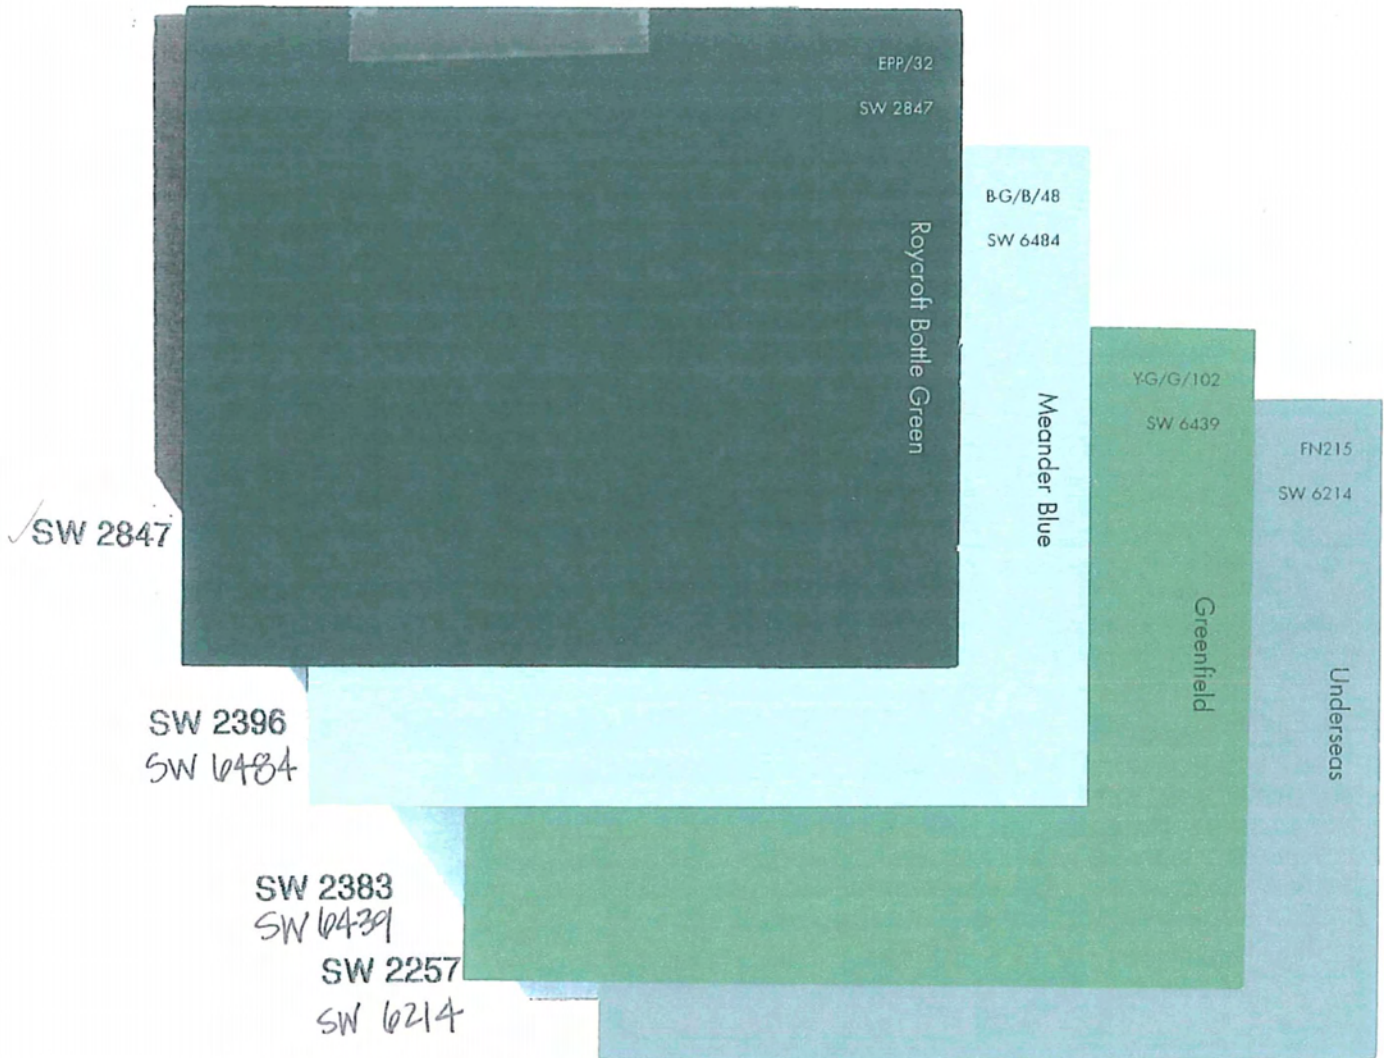 EPP/32
SW 2847
Roycroft Bottle Green
B-G/B/48
SW 6484
Meander Blue
Y-G/G/102
SW 6439
Greenfield
FN215
SW 6214
Underseas
✓SW 2847
SW 2396
SW 6484
SW 2383
SW 6439
SW 2257
SW 6214